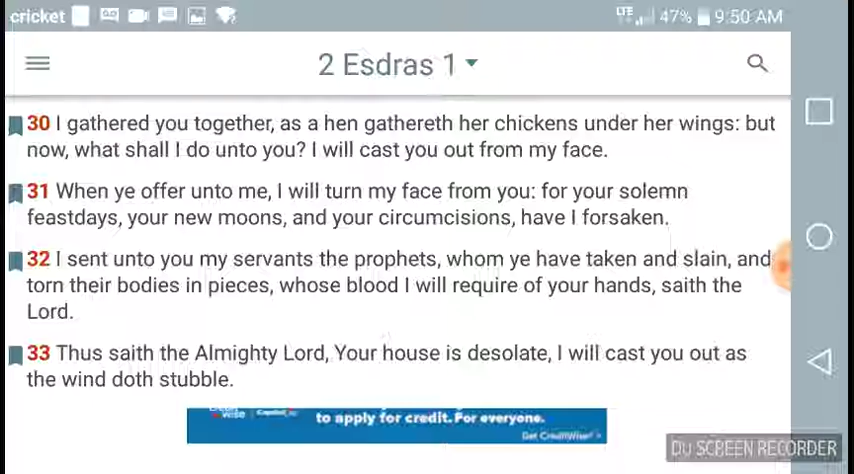 cricket LTE 47% 9:50 AM
2 Esdras 1
30 I gathered you together, as a hen gathereth her chickens under her wings: but
now, what shall I do unto you? I will cast you out from my face.
31 When ye offer unto me, I will turn my face from you: for your solemn
feastdays, your new moons, and your circumcisions, have I forsaken.
32 I sent unto you my servants the prophets, whom ye have taken and slain, and
torn their bodies in pieces, whose blood I will require of your hands, saith the
Lord.
33 Thus saith the Almighty Lord, Your house is desolate, I will cast you out as
the wind doth stubble.
to apply for credit. For everyone.
Get CreditWise >
DU SCREEN RECORDER